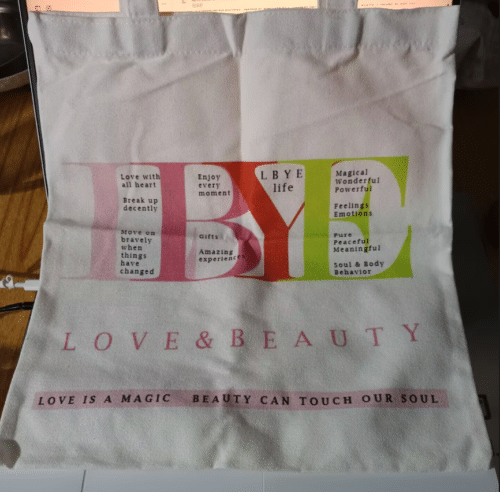 LBYE
Love with
all heart
Break up
decently
Move on
bravely
when
things
have
changed
Enjoy
every
moment
Gifts
Amazing
experiences
L B Y E
life
Magical
Wonderful
Powerful
Feelings
Emotions
Pure
Peaceful
Meaningful
Soul & Body
Behavior
LOVE & BEAUTY
LOVE IS A MAGIC BEAUTY CAN TOUCH OUR SOUL